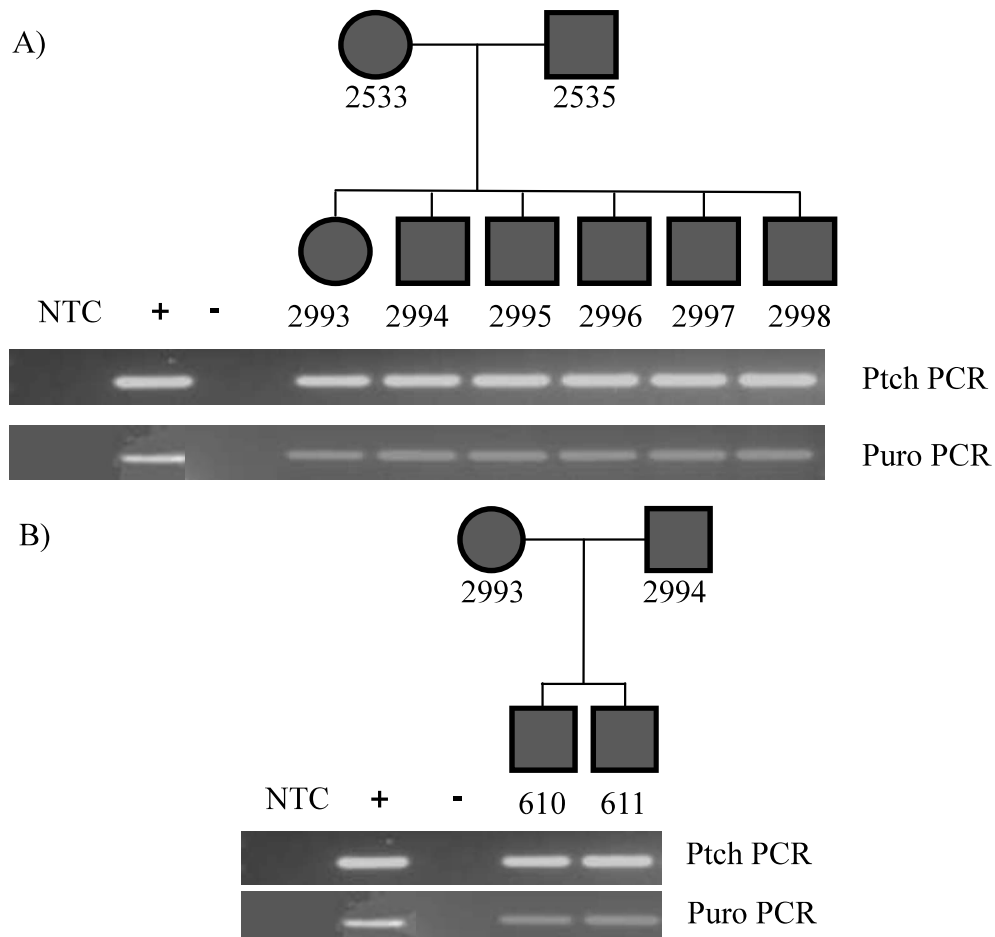 A)
2533 2535
NTC + - 2993 2994 2995 2996 2997 2998
Ptch PCR
Puro PCR
B)
2993 2994
NTC + - 610 611
Ptch PCR
Puro PCR